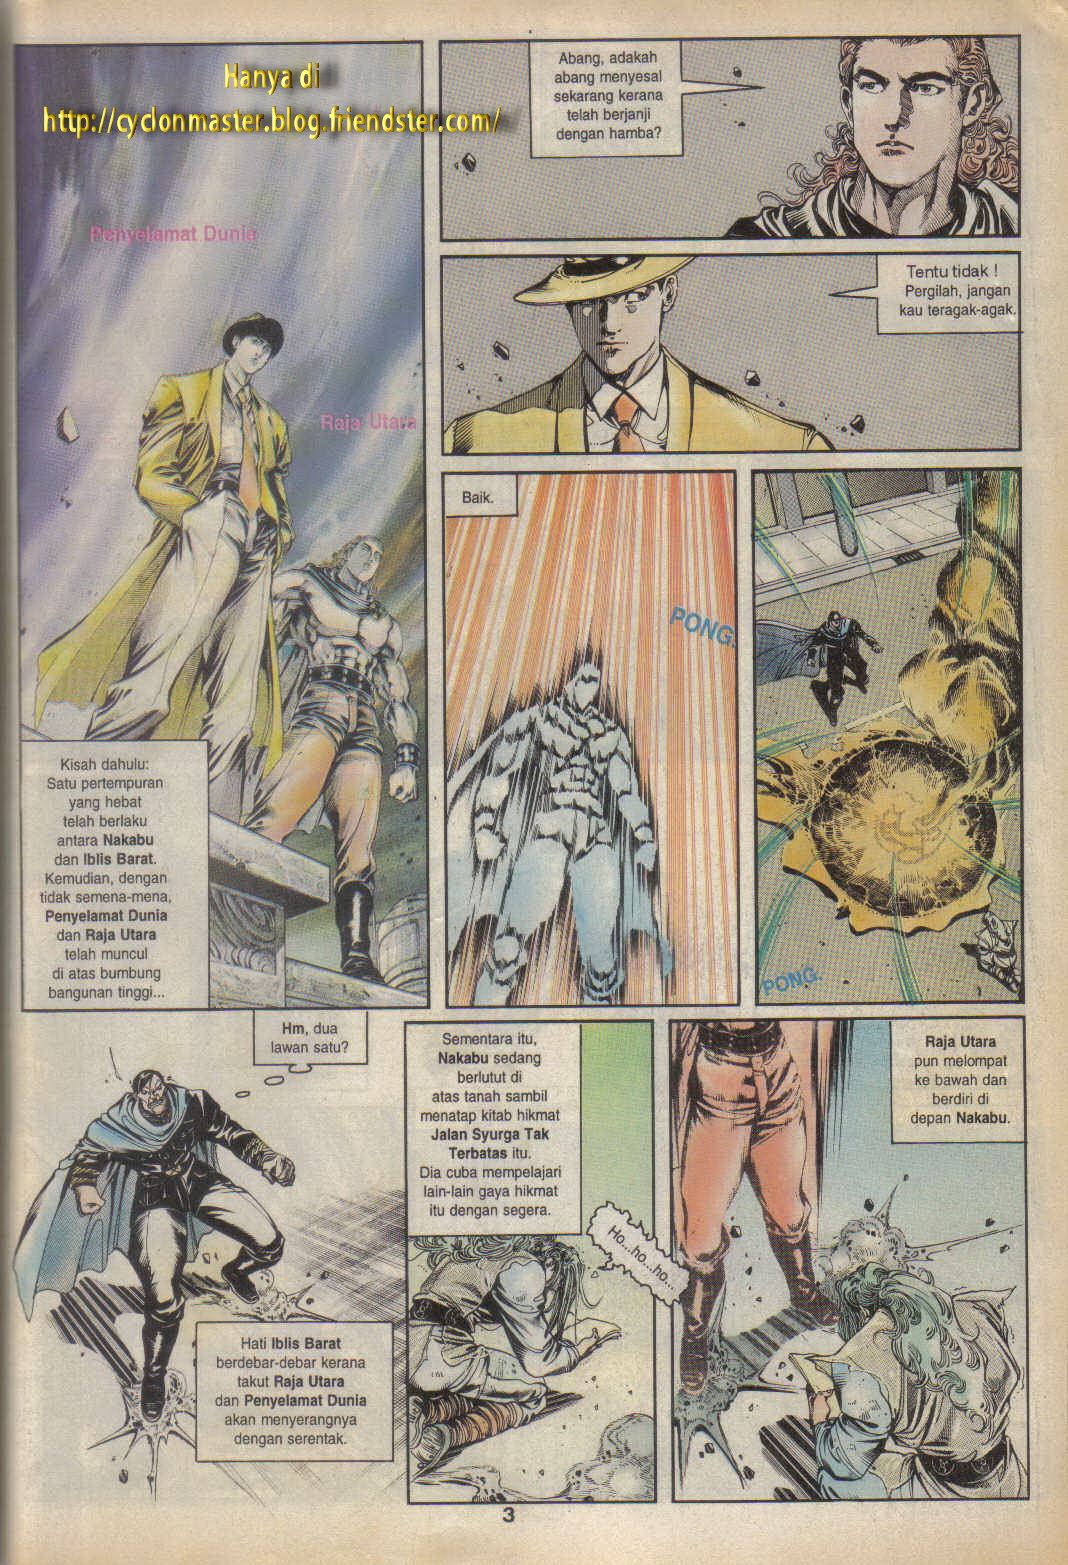 Hanya di
http://cyclonmaster.blog.friendster.com/
Penyelamat Dunia
Raja Utara
Kisah dahulu:
Satu pertempuran
yang hebat
telah berlaku
antara Nakabu
dan Iblis Barat.
Kemudian, dengan
tidak semena-mena,
Penyelamat Dunia
dan Raja Utara
telah muncul
di atas bumbung
bangunan tinggi...
Abang, adakah
abang menyesal
sekarang kerana
telah berjanji
dengan hamba?
Tentu tidak !
Pergilah, jangan
kau teragak-agak.
Baik.
PONG.
PONG.
Hm, dua
lawan satu?
Hati Iblis Barat
berdebar-debar kerana
takut Raja Utara
dan Penyelamat Dunia
akan menyerangnya
dengan serentak.
Sementara itu,
Nakabu sedang
berlutut di
atas tanah sambil
menatap kitab hikmat
Jalan Syurga Tak
Terbatas itu.
Dia cuba mempelajari
lain-lain gaya hikmat
itu dengan segera.
Ho...ho...ho...
Raja Utara
pun melompat
ke bawah dan
berdiri di
depan Nakabu.
3